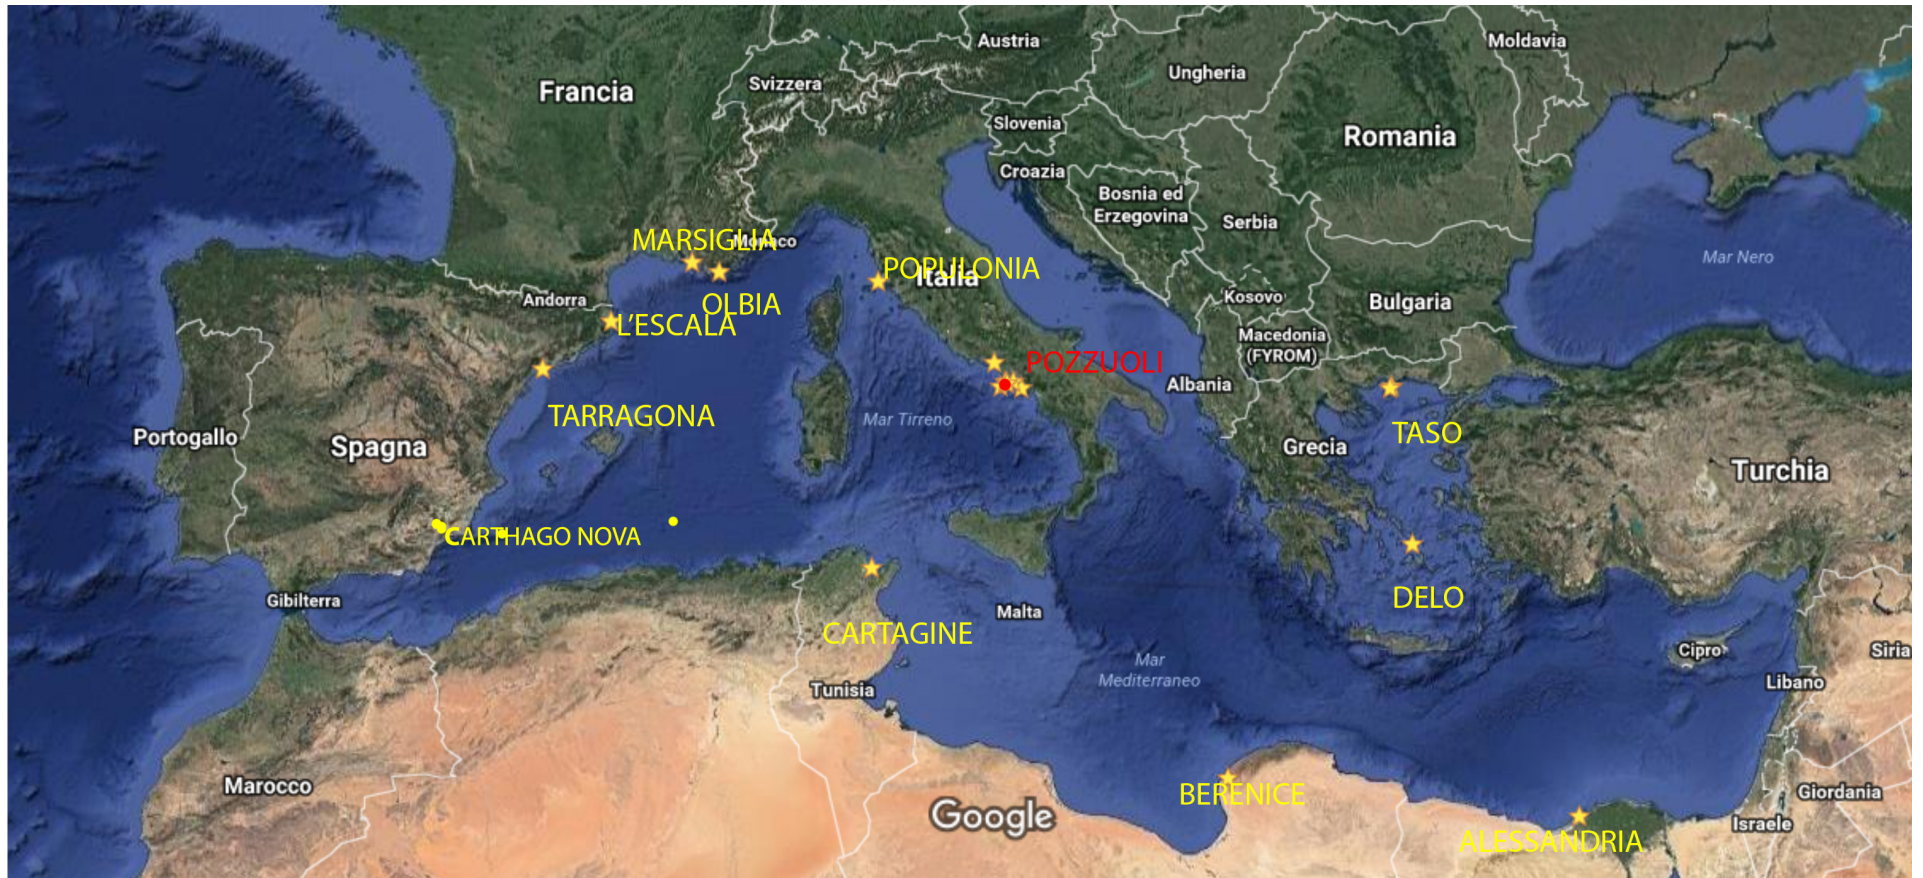 Austria
Moldavia
Ungheria
Francia
Svizzera
Slovenia
Romania
Croazia
Bosnia ed
Erzegovina
Serbia
MARSIGLIA
Monaco
Mar Nero
POPULONIA
Italia
Andorra
OLBIA
Kosovo
Bulgaria
L'ESCALA
Macedonia
(FYROM)
POZZUOLI
Albania
TARRAGONA
Mar Tirreno
TASO
Portogallo
Spagna
Grecia
Turchia
CARTHAGO NOVA
Gibilterra
DELO
Malta
CARTAGINE
Cipro
Siria
Mar
Mediterraneo
Tunisia
Libano
Marocco
BERENICE
Giordania
Google
Israele
ALESSANDRIA